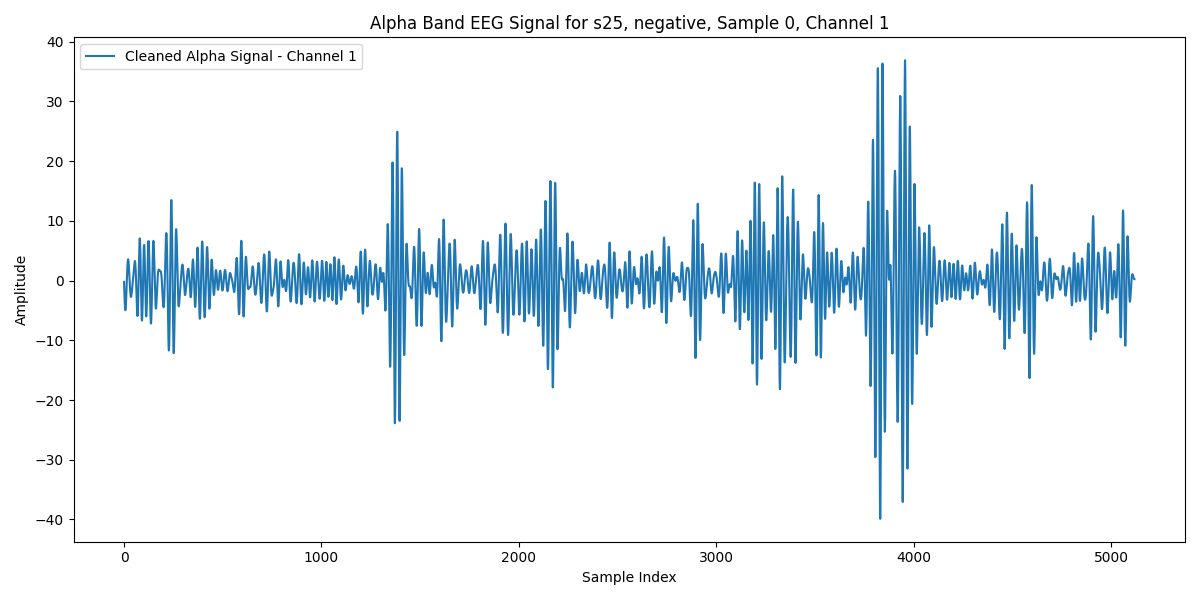 Alpha Band EEG Signal for s25, negative, Sample 0, Channel 1
Cleaned Alpha Signal - Channel 1
40
30
20
10
0
−10
−20
−30
−40
Amplitude
0 1000 2000 3000 4000 5000
Sample Index